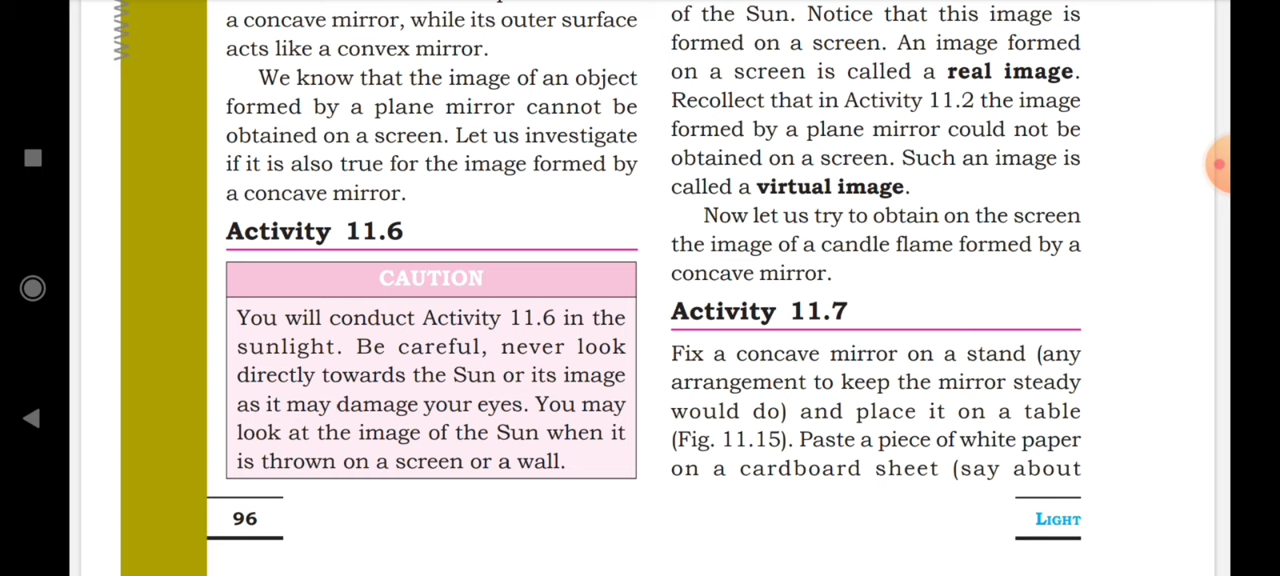 a concave mirror, while its outer surface
acts like a convex mirror.
We know that the image of an object
formed by a plane mirror cannot be
obtained on a screen. Let us investigate
if it is also true for the image formed by
a concave mirror.
Activity 11.6
CAUTION
You will conduct Activity 11.6 in the
sunlight. Be careful, never look
directly towards the Sun or its image
as it may damage your eyes. You may
look at the image of the Sun when it
is thrown on a screen or a wall.
96
of the Sun. Notice that this image is
formed on a screen. An image formed
on a screen is called a real image.
Recollect that in Activity 11.2 the image
formed by a plane mirror could not be
obtained on a screen. Such an image is
called a virtual image.
Now let us try to obtain on the screen
the image of a candle flame formed by a
concave mirror.
Activity 11.7
Fix a concave mirror on a stand (any
arrangement to keep the mirror steady
would do) and place it on a table
(Fig. 11.15). Paste a piece of white paper
on a cardboard sheet (say about
LIGHT